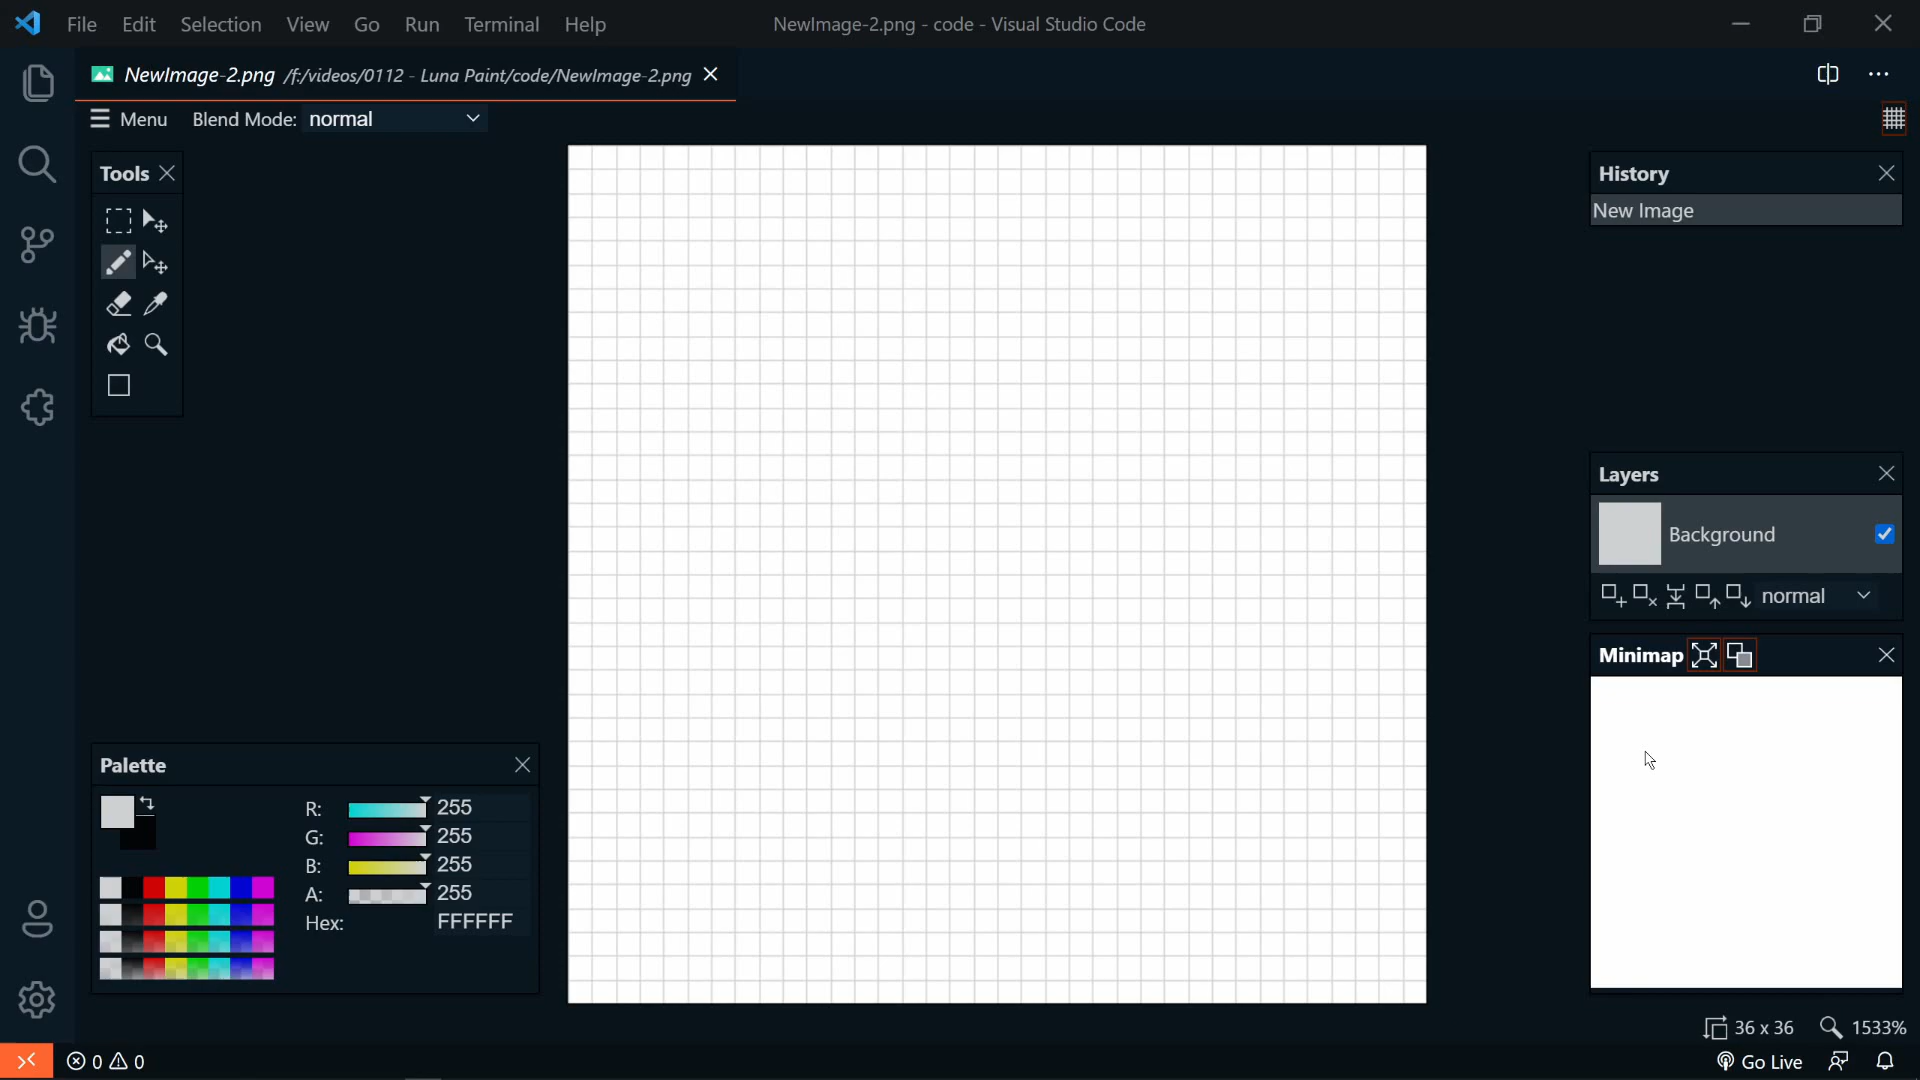 File Edit Selection View Go Run Terminal Help NewImage-2.png - code - Visual Studio Code
NewImage-2.png /f:/videos/0112 - Luna Paint/code/NewImage-2.png
Menu Blend Mode: normal
Tools
History
New Image
Layers
Background
normal
Minimap
Palette
R: 255
G: 255
B: 255
A: 255
Hex: FFFFFF
36 x 36 1533%
0 0 Go Live